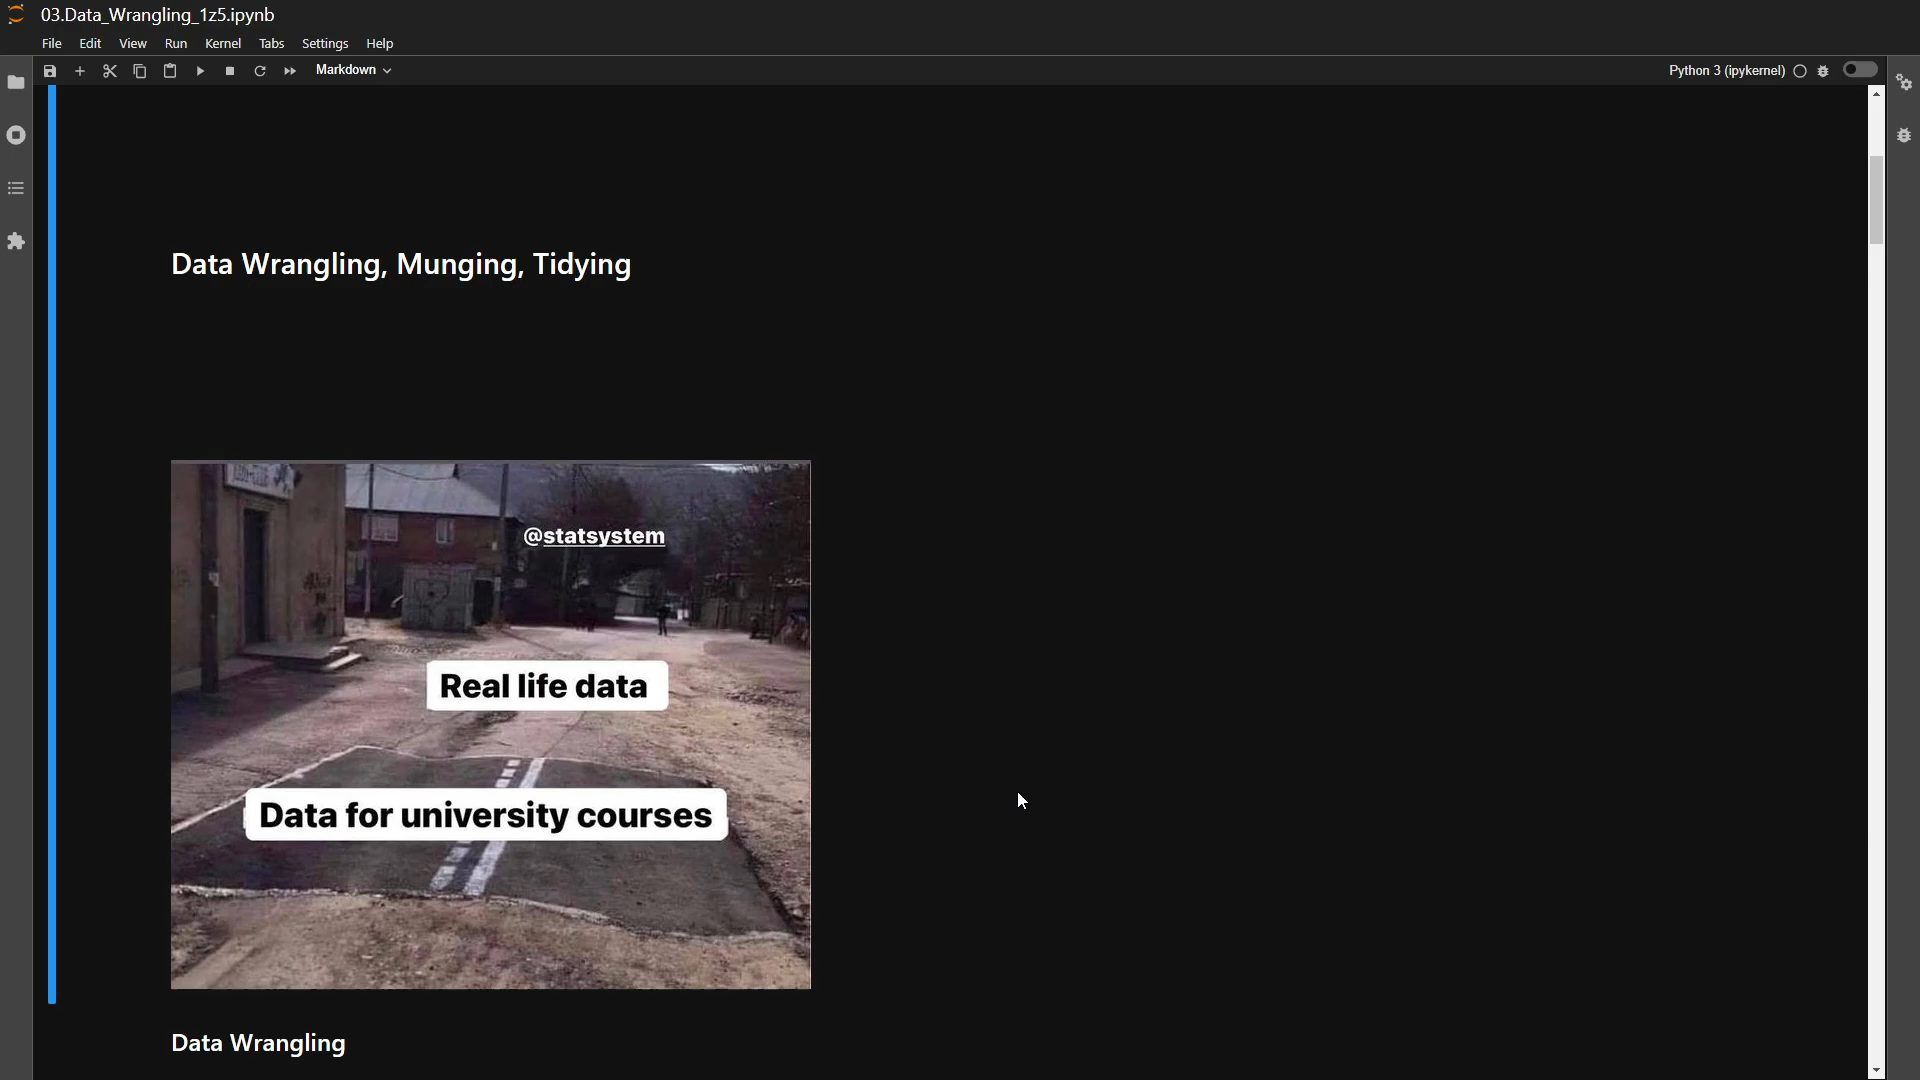 03.Data_Wrangling_1z5.ipynb
File Edit View Run Kernel Tabs Settings Help
Markdown
Python 3 (ipykernel)
Data Wrangling, Munging, Tidying
@statsystem
Real life data
Data for university courses
Data Wrangling